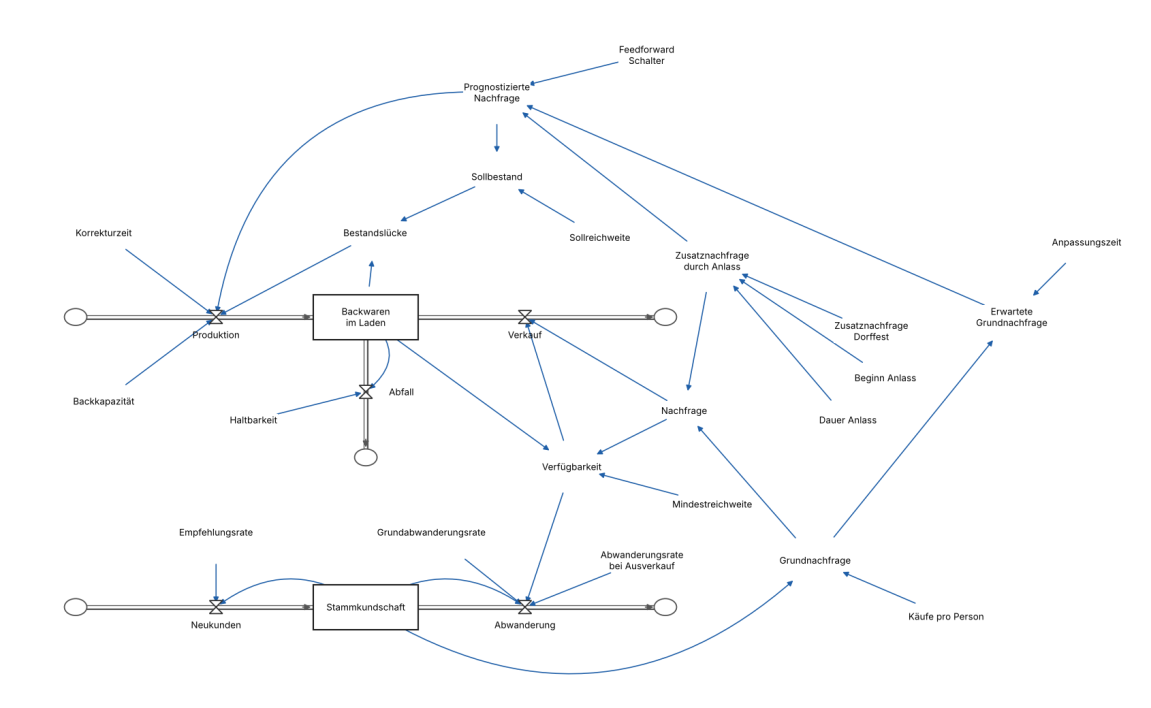 Feedforward
Schalter
Prognostizierte
Nachfrage
Sollbestand
Korrekturzeit
Bestandslücke
Sollreichweite
Anpassungszeit
Zusatznachfrage
durch Anlass
Backwaren
im Laden
Produktion
Verkauf
Zusatznachfrage
Dorffest
Erwartete
Grundnachfrage
Beginn Anlass
Abfall
Backkapazität
Haltbarkeit
Nachfrage
Dauer Anlass
Verfügbarkeit
Mindestreichweite
Empfehlungsrate
Grundabwanderungsrate
Abwanderungsrate
bei Ausverkauf
Grundnachfrage
Stammkundschaft
Neukunden
Abwanderung
Käufe pro Person